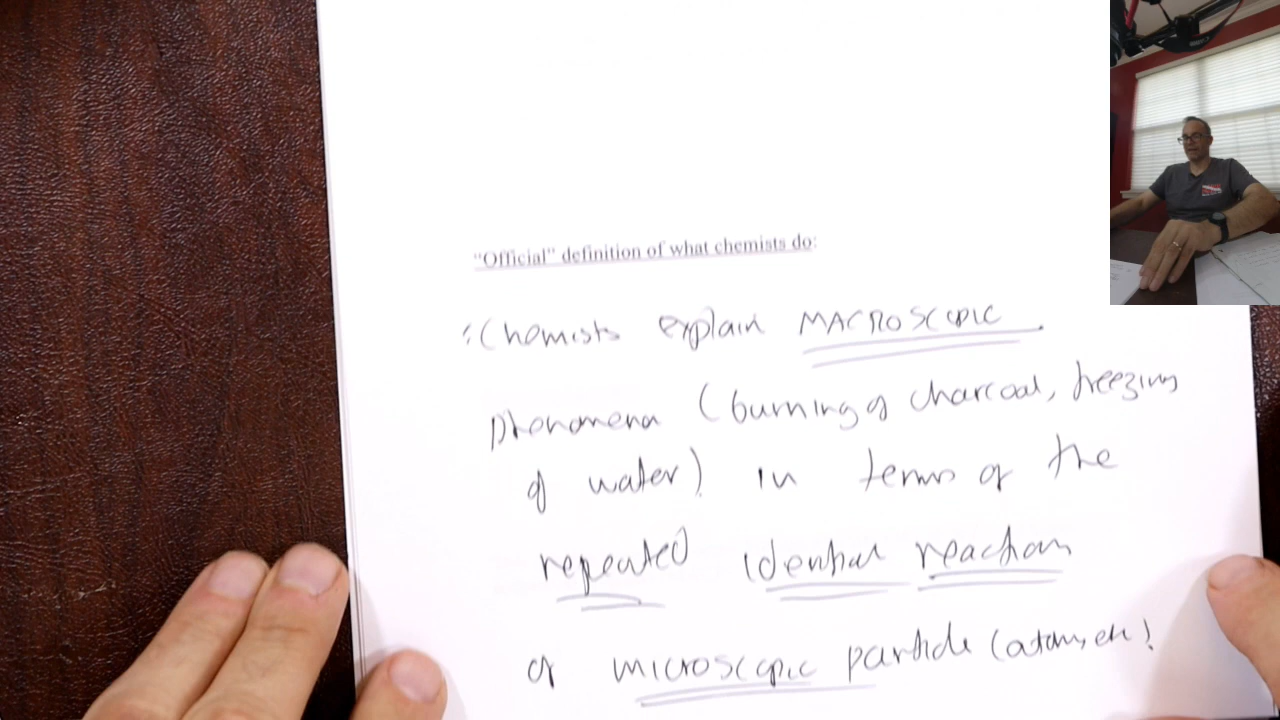 "Official" definition of what chemists do:
"Chemists explain MACROSCOPIC
phenomena (burning of charcoal, freezing
of water) in terms of the
repeated identical reactions
of microscopic particle (atoms, etc)